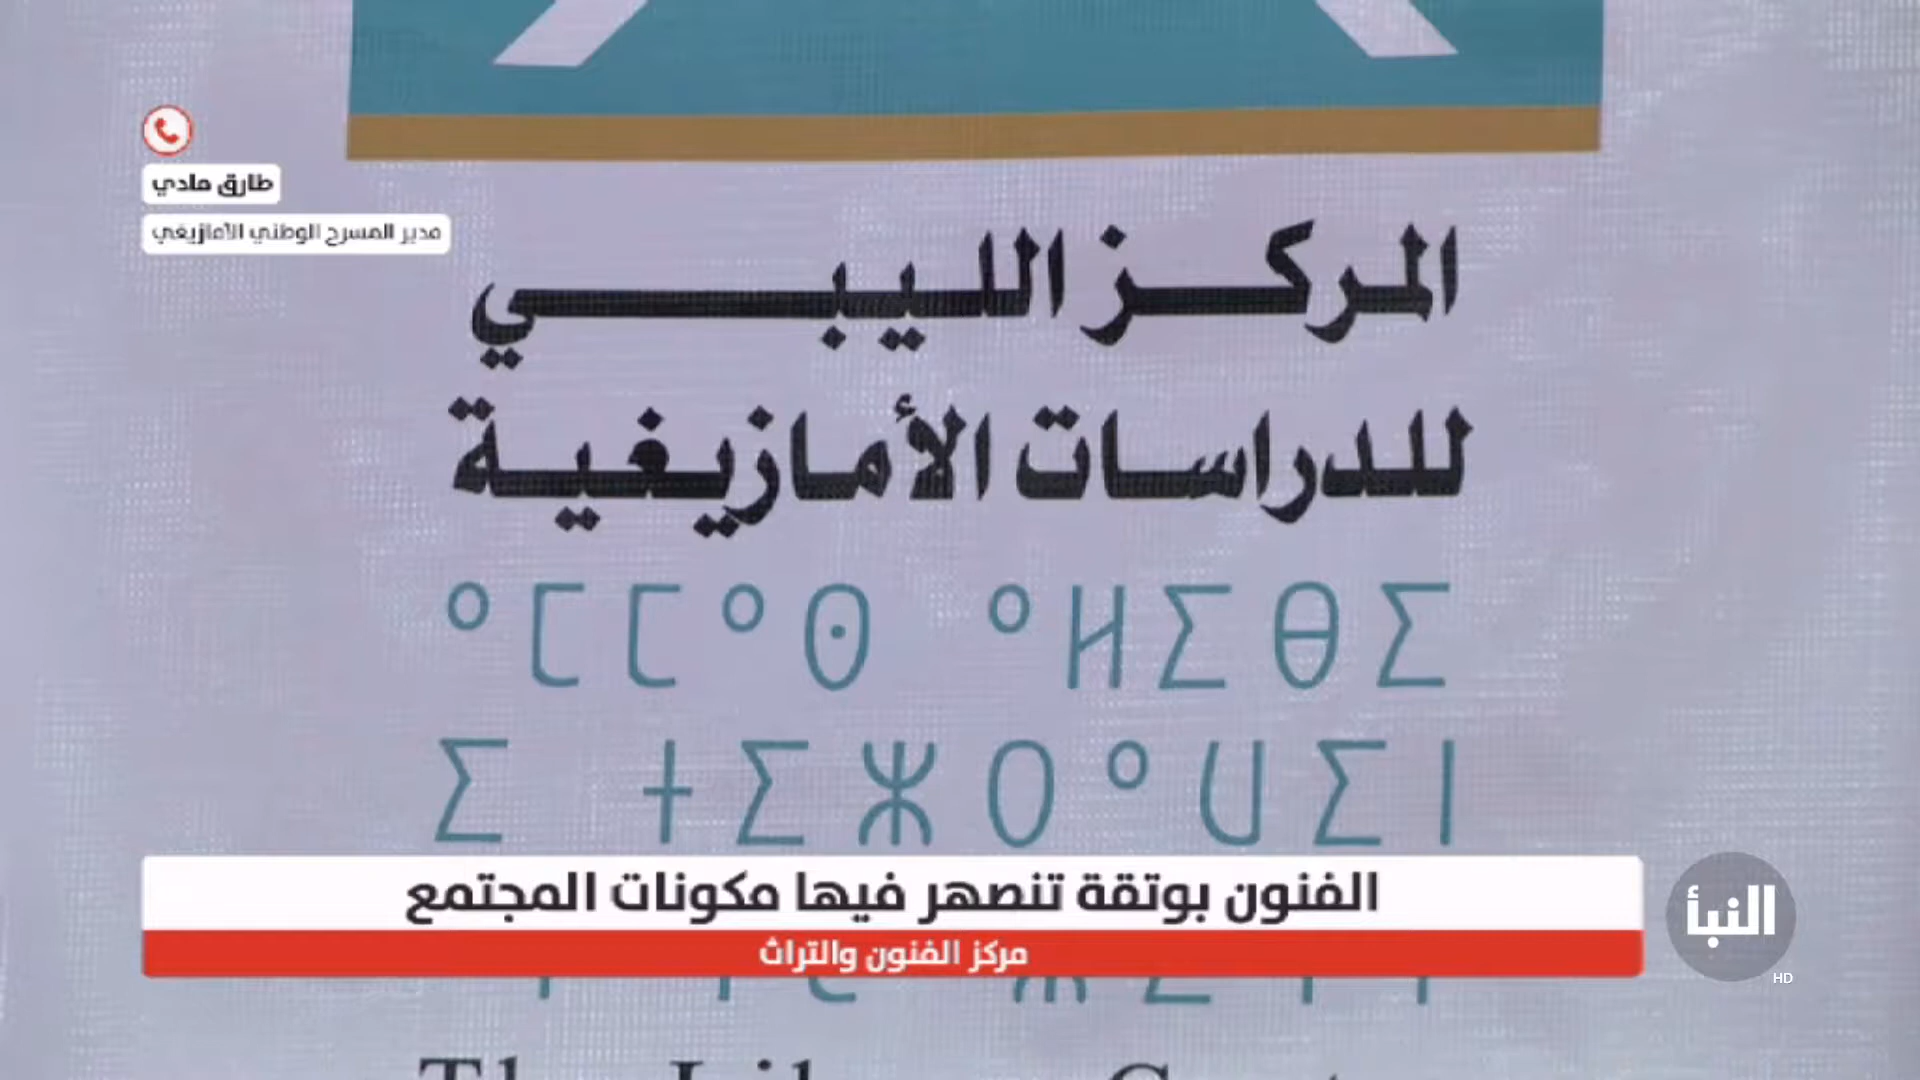 طارق مادي
مدير المسرح الوطني الأمازيغي
المركز الليبي
للدراسات الأمازيغية
ⴰⵎⵎⴰⵙ ⴰⵍⵉⴱⵉ
ⵉ ⵜⵉⵣⵔⴰⵡⵉⵏ
الفنون بوتقة تنصهر فيها مكونات المجتمع
مركز الفنون والتراث
النبأ
HD